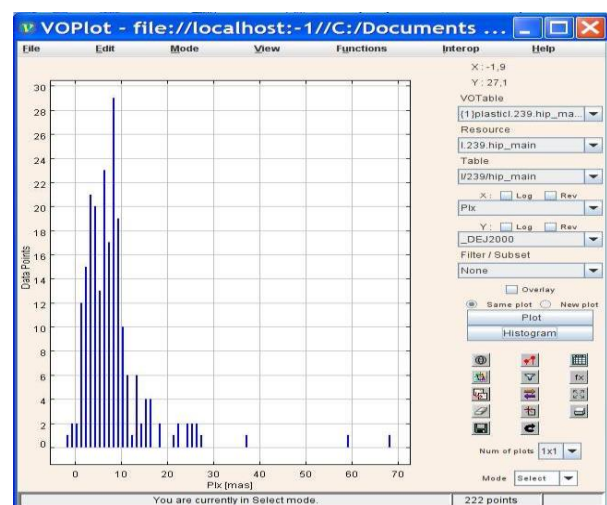 VOPlot - file://localhost:-1//C:/Documents ...
File Edit Mode View Functions Interop Help
X:-1,9
Y:27,1
VOTable
(1)plasticI.239.hip_ma...
Resource
I.239.hip_main
Table
I/239/hip_main
X: Log Rev
Plx
Y: Log Rev
_DEJ2000
Filter / Subset
None
Overlay
Same plot New plot
Plot
Histogram
fx
Num of plots 1x1
Mode Select
30
28
26
24
22
20
18
16
14
12
10
8
6
4
2
0
Data Points
0 10 20 30 40 50 60 70
Plx [mas]
You are currently in Select mode. 222 points